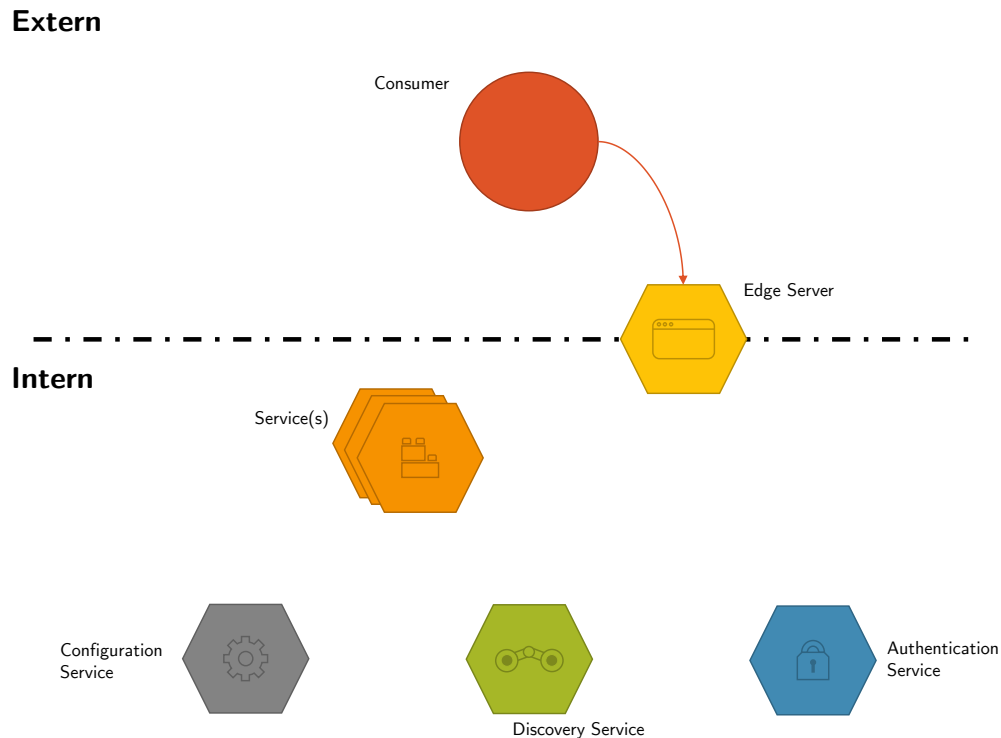 Extern
Consumer
Edge Server
Intern
Service(s)
Configuration
Service
Discovery Service
Authentication
Service